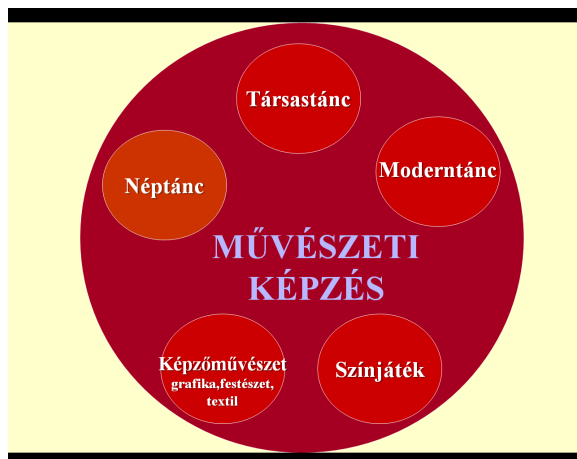 Társastánc
Moderntánc
Néptánc
MŰVÉSZETI
KÉPZÉS
Képzőművészet
grafika,festészet,
textil
Színjáték